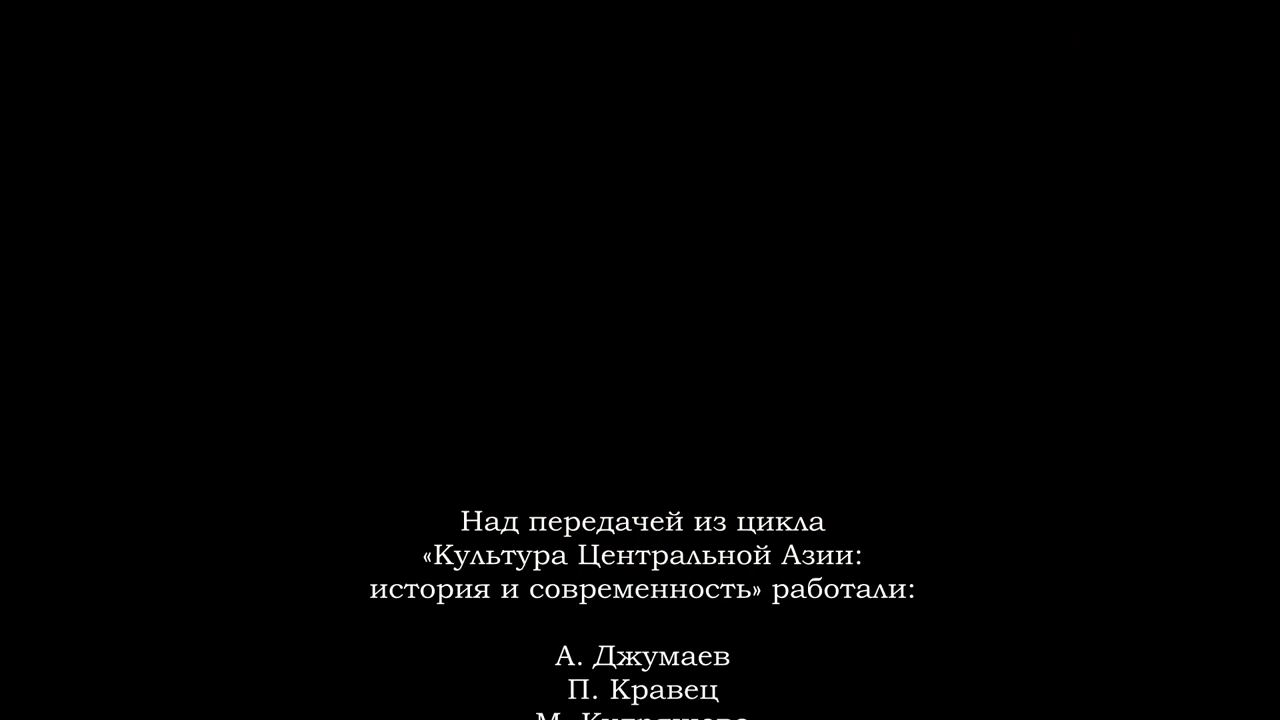 Над передачей из цикла
«Культура Центральной Азии:
история и современность» работали:
А. Джумаев
П. Кравец
М.